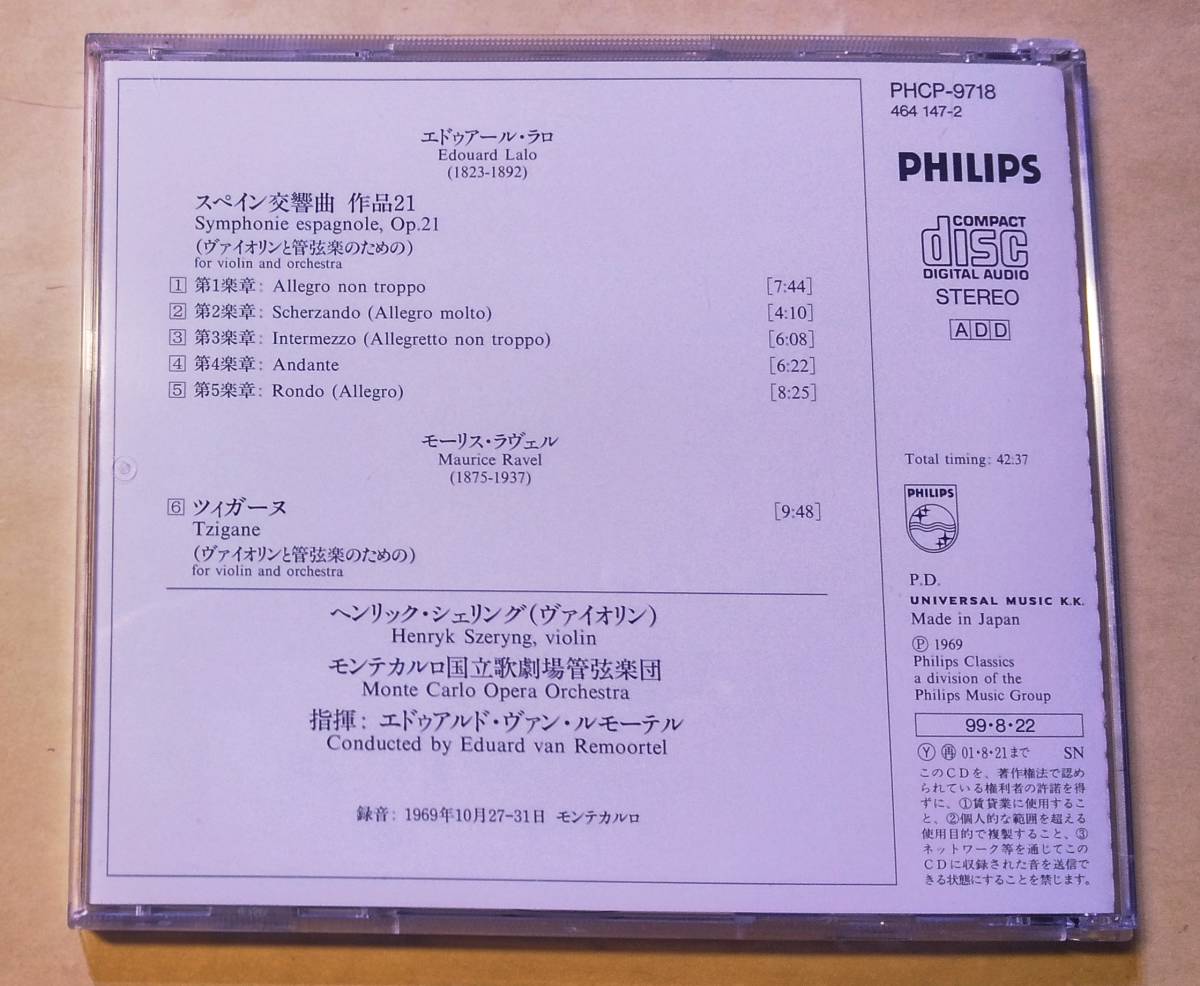 エドゥアール・ラロ
Edouard Lalo
(1823-1892)
スペイン交響曲 作品21
Symphonie espagnole, Op.21
(ヴァイオリンと管弦楽のための)
for violin and orchestra
1 第1楽章: Allegro non troppo [7:44]
2 第2楽章: Scherzando (Allegro molto) [4:10]
3 第3楽章: Intermezzo (Allegretto non troppo) [6:08]
4 第4楽章: Andante [6:22]
5 第5楽章: Rondo (Allegro) [8:25]
モーリス・ラヴェル
Maurice Ravel
(1875-1937)
6 ツィガーヌ [9:48]
Tzigane
(ヴァイオリンと管弦楽のための)
for violin and orchestra
ヘンリック・シェリング(ヴァイオリン)
Henryk Szeryng, violin
モンテカルロ国立歌劇場管弦楽団
Monte Carlo Opera Orchestra
指揮: エドゥアルド・ヴァン・ルモーテル
Conducted by Eduard van Remoortel
録音: 1969年10月27-31日 モンテカルロ
PHCP-9718
464 147-2
PHILIPS
COMPACT
disc
DIGITAL AUDIO
STEREO
ADD
Total timing: 42:37
PHILIPS
P.D.
UNIVERSAL MUSIC K.K.
Made in Japan
Ⓟ 1969
Philips Classics
a division of the
Philips Music Group
99・8・22
Ⓨ ㊞ 01・8・21まで SN
このCDを、著作権法で認め
られている権利者の許諾を得
ずに、①賃貸業に使用するこ
と、②個人的な範囲を超える
使用目的で複製すること、③
ネットワーク等を通じてこの
CDに収録された音を送信で
きる状態にすることを禁じます。